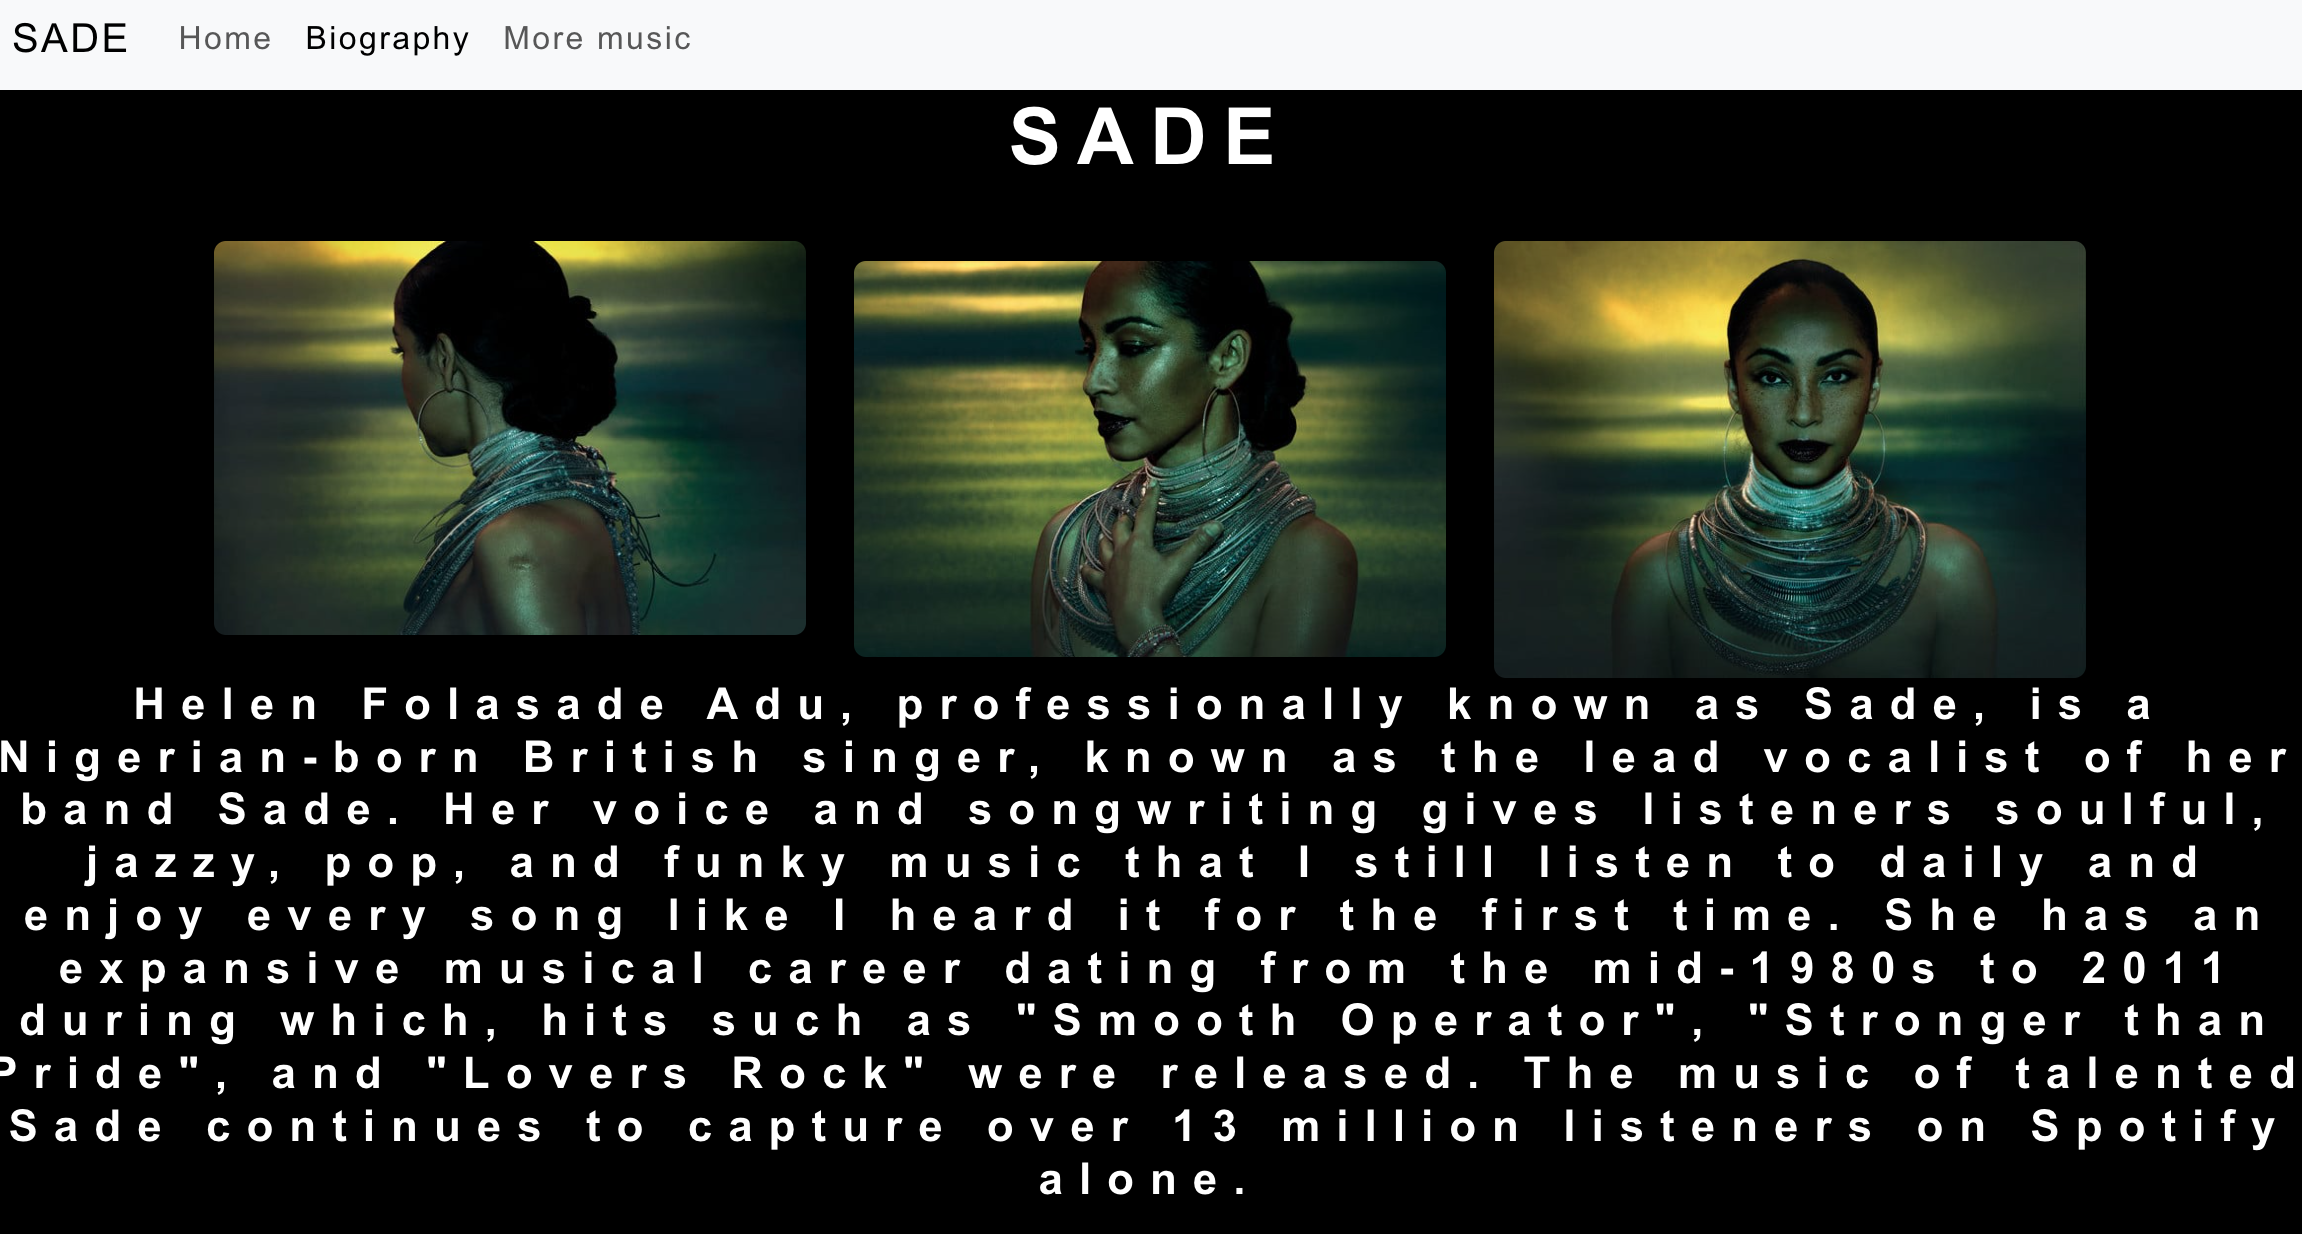 SADE Home Biography More music
SADE
Helen Folasade Adu, professionally known as Sade, is a
Nigerian-born British singer, known as the lead vocalist of her
band Sade. Her voice and songwriting gives listeners soulful,
jazzy, pop, and funky music that I still listen to daily and
enjoy every song like I heard it for the first time. She has an
expansive musical career dating from the mid-1980s to 2011
during which, hits such as "Smooth Operator", "Stronger than
Pride", and "Lovers Rock" were released. The music of talented
Sade continues to capture over 13 million listeners on Spotify
alone.